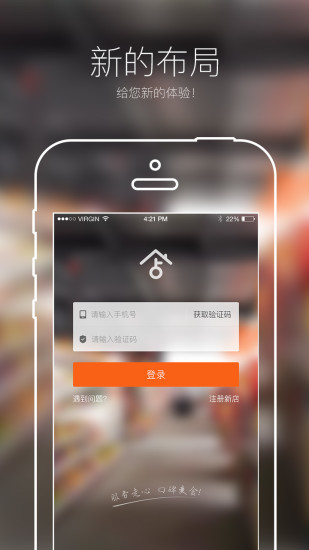 新的布局
给您新的体验!
VIRGIN 4:21 PM 22%
请输入手机号 获取验证码
请输入验证码
登录
遇到问题? 注册新店